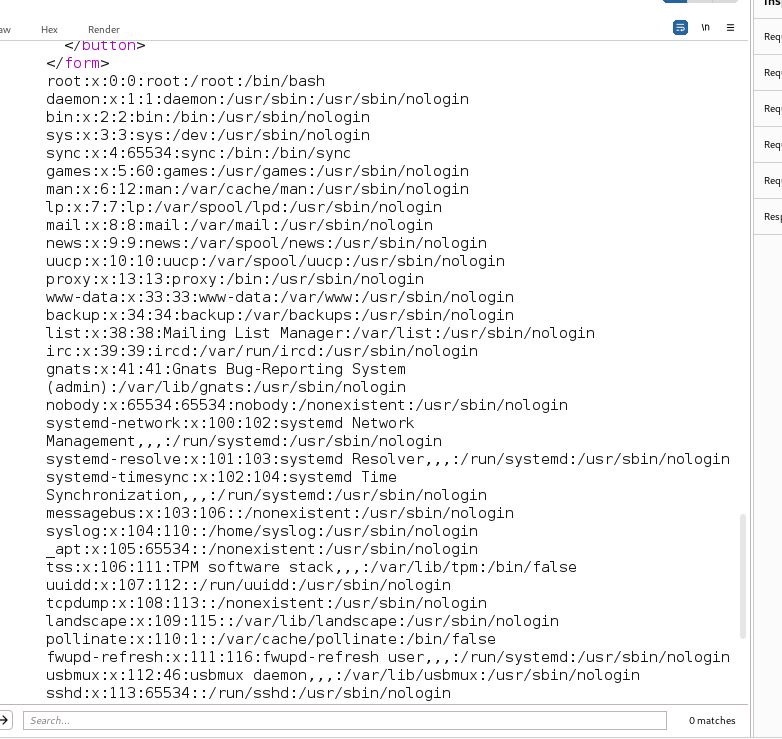 Hex
Render
\n
</button>
</form>
root:x:0:0:root:/root:/bin/bash
daemon:x:1:1:daemon:/usr/sbin:/usr/sbin/nologin
bin:x:2:2:bin:/bin:/usr/sbin/nologin
sys:x:3:3:sys:/dev:/usr/sbin/nologin
sync:x:4:65534:sync:/bin:/bin/sync
games:x:5:60:games:/usr/games:/usr/sbin/nologin
man:x:6:12:man:/var/cache/man:/usr/sbin/nologin
lp:x:7:7:lp:/var/spool/lpd:/usr/sbin/nologin
mail:x:8:8:mail:/var/mail:/usr/sbin/nologin
news:x:9:9:news:/var/spool/news:/usr/sbin/nologin
uucp:x:10:10:uucp:/var/spool/uucp:/usr/sbin/nologin
proxy:x:13:13:proxy:/bin:/usr/sbin/nologin
www-data:x:33:33:www-data:/var/www:/usr/sbin/nologin
backup:x:34:34:backup:/var/backups:/usr/sbin/nologin
list:x:38:38:Mailing List Manager:/var/list:/usr/sbin/nologin
irc:x:39:39:ircd:/var/run/ircd:/usr/sbin/nologin
gnats:x:41:41:Gnats Bug-Reporting System
(admin):/var/lib/gnats:/usr/sbin/nologin
nobody:x:65534:65534:nobody:/nonexistent:/usr/sbin/nologin
systemd-network:x:100:102:systemd Network
Management,,,:/run/systemd:/usr/sbin/nologin
systemd-resolve:x:101:103:systemd Resolver,,,:/run/systemd:/usr/sbin/nologin
systemd-timesync:x:102:104:systemd Time
Synchronization,,,:/run/systemd:/usr/sbin/nologin
messagebus:x:103:106::/nonexistent:/usr/sbin/nologin
syslog:x:104:110::/home/syslog:/usr/sbin/nologin
_apt:x:105:65534::/nonexistent:/usr/sbin/nologin
tss:x:106:111:TPM software stack,,,:/var/lib/tpm:/bin/false
uuidd:x:107:112::/run/uuidd:/usr/sbin/nologin
tcpdump:x:108:113::/nonexistent:/usr/sbin/nologin
landscape:x:109:115::/var/lib/landscape:/usr/sbin/nologin
pollinate:x:110:1::/var/cache/pollinate:/bin/false
fwupd-refresh:x:111:116:fwupd-refresh user,,,:/run/systemd:/usr/sbin/nologin
usbmux:x:112:46:usbmux daemon,,,:/var/lib/usbmux:/usr/sbin/nologin
sshd:x:113:65534::/run/sshd:/usr/sbin/nologin
Search...
0 matches